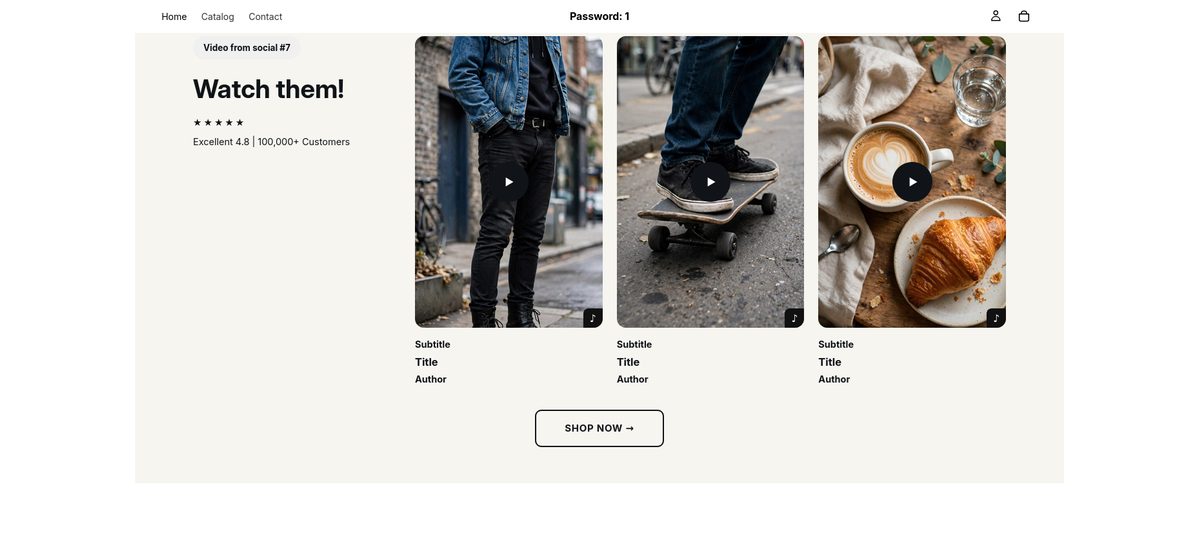 Home Catalog Contact Password: 1
Video from social #7
Watch them!
★★★★★
Excellent 4.8 | 100,000+ Customers
♪ ♪ ♪
Subtitle Subtitle Subtitle
Title Title Title
Author Author Author
SHOP NOW →